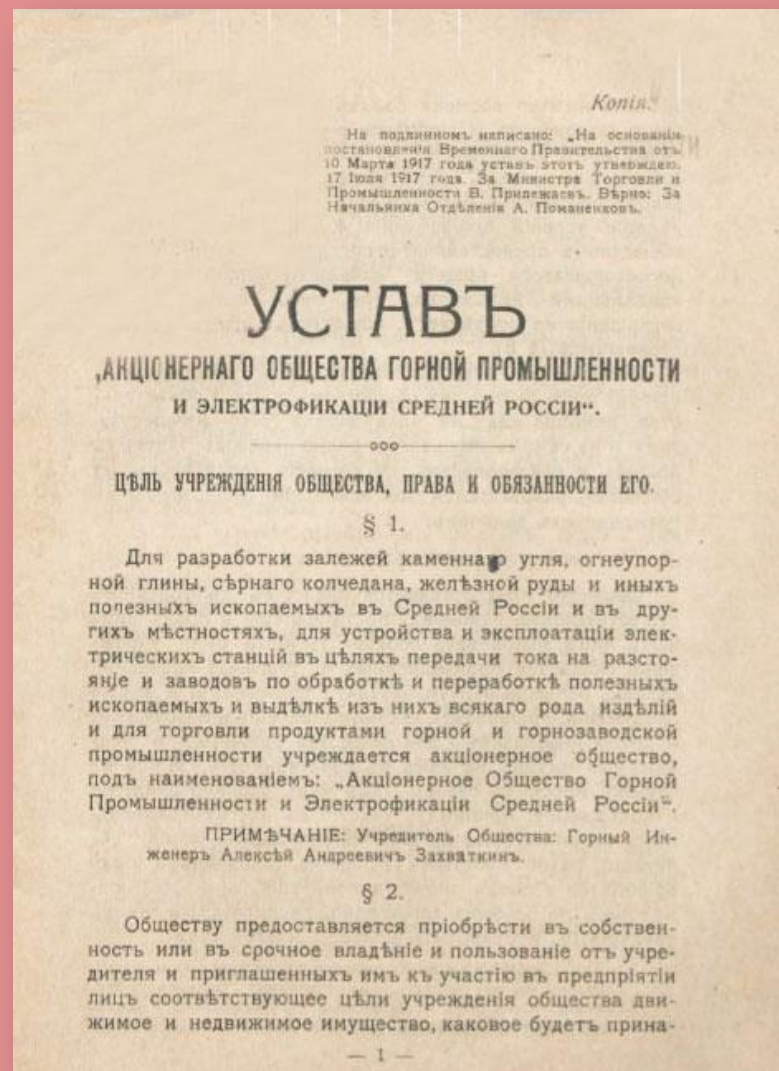 Копія.
На подлинномъ написано: „На основаніи
постановленія Временнаго Правительства отъ
10 Марта 1917 года уставъ этотъ утверждаю.
17 Іюля 1917 года. За Министра Торговли и
Промышленности В. Прилежаевъ. Вѣрно: За
Начальника Отдѣленія А. Поманенковъ.
УСТАВЪ
„АКЦІОНЕРНАГО ОБЩЕСТВА ГОРНОЙ ПРОМЫШЛЕННОСТИ
И ЭЛЕКТРОФИКАЦІИ СРЕДНЕЙ РОССІИ“.
ЦѢЛЬ УЧРЕЖДЕНІЯ ОБЩЕСТВА, ПРАВА И ОБЯЗАННОСТИ ЕГО.
§ 1.
Для разработки залежей каменнаго угля, огнеупор-
ной глины, сѣрнаго колчедана, желѣзной руды и иныхъ
полезныхъ ископаемыхъ въ Средней Россіи и въ дру-
гихъ мѣстностяхъ, для устройства и эксплоатаціи элек-
трическихъ станцій въ цѣляхъ передачи тока на разсто-
яніе и заводовъ по обработкѣ и переработкѣ полезныхъ
ископаемыхъ и выдѣлкѣ изъ нихъ всякаго рода издѣлій
и для торговли продуктами горной и горнозаводской
промышленности учреждается акціонерное общество,
подъ наименованіемъ: „Акціонерное Общество Горной
Промышленности и Электрофикаціи Средней Россіи“.
ПРИМѢЧАНІЕ: Учредитель Общества: Горный Ин-
женеръ Алексѣй Андреевичъ Захваткинъ.
§ 2.
Обществу предоставляется пріобрѣсти въ собствен-
ность или въ срочное владѣніе и пользованіе отъ учре-
дителя и приглашенныхъ имъ къ участію въ предпріятіи
лицъ соотвѣтствующее цѣли учрежденія общества дви-
жимое и недвижимое имущество, каковое будетъ прина-
— 1 —